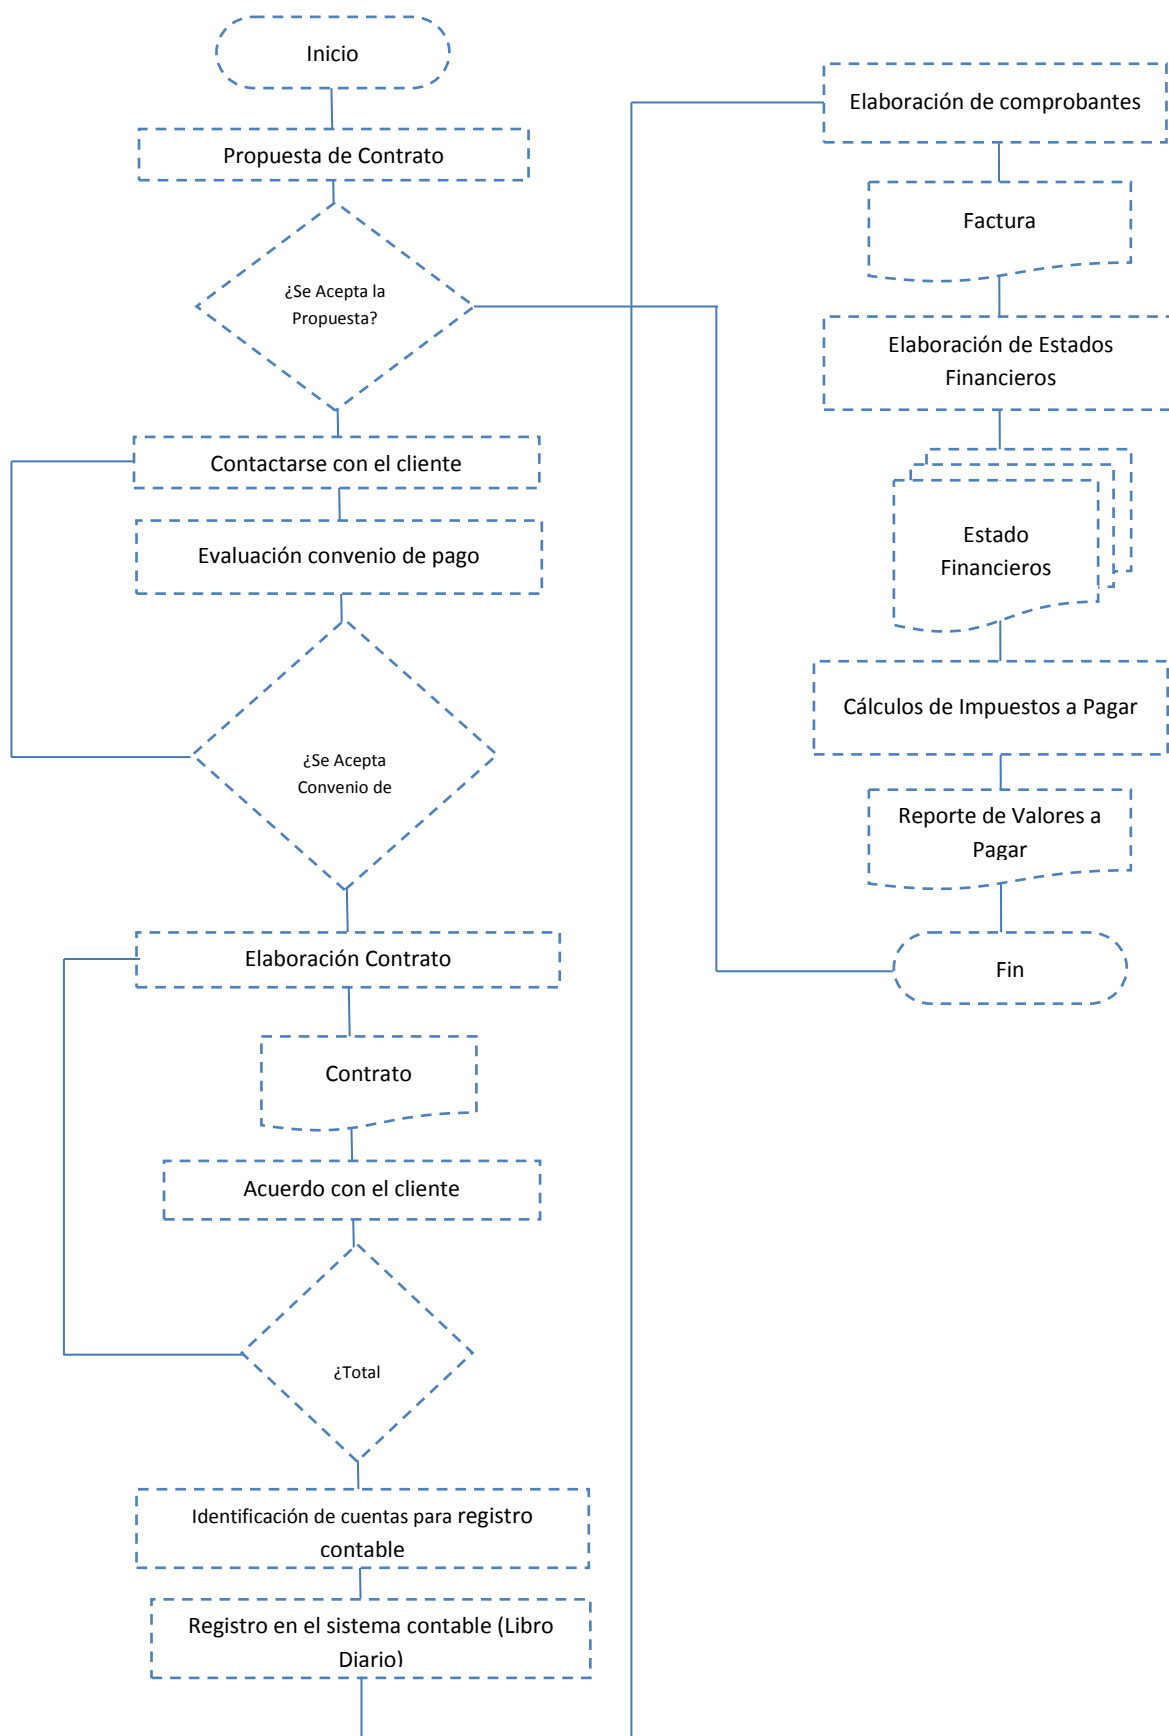 Inicio
Propuesta de Contrato
¿Se Acepta la
Propuesta?
Contactarse con el cliente
Evaluación convenio de pago
¿Se Acepta
Convenio de
Elaboración Contrato
Contrato
Acuerdo con el cliente
¿Total
Identificación de cuentas para registro
contable
Registro en el sistema contable (Libro
Diario)
Elaboración de comprobantes
Factura
Elaboración de Estados
Financieros
Estado
Financieros
Cálculos de Impuestos a Pagar
Reporte de Valores a
Pagar
Fin